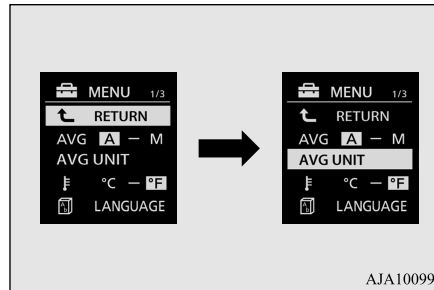 MENU 1/3
RETURN
AVG A – M
AVG UNIT
°C – °F
LANGUAGE
MENU 1/3
RETURN
AVG A – M
AVG UNIT
°C – °F
LANGUAGE
AJA10099